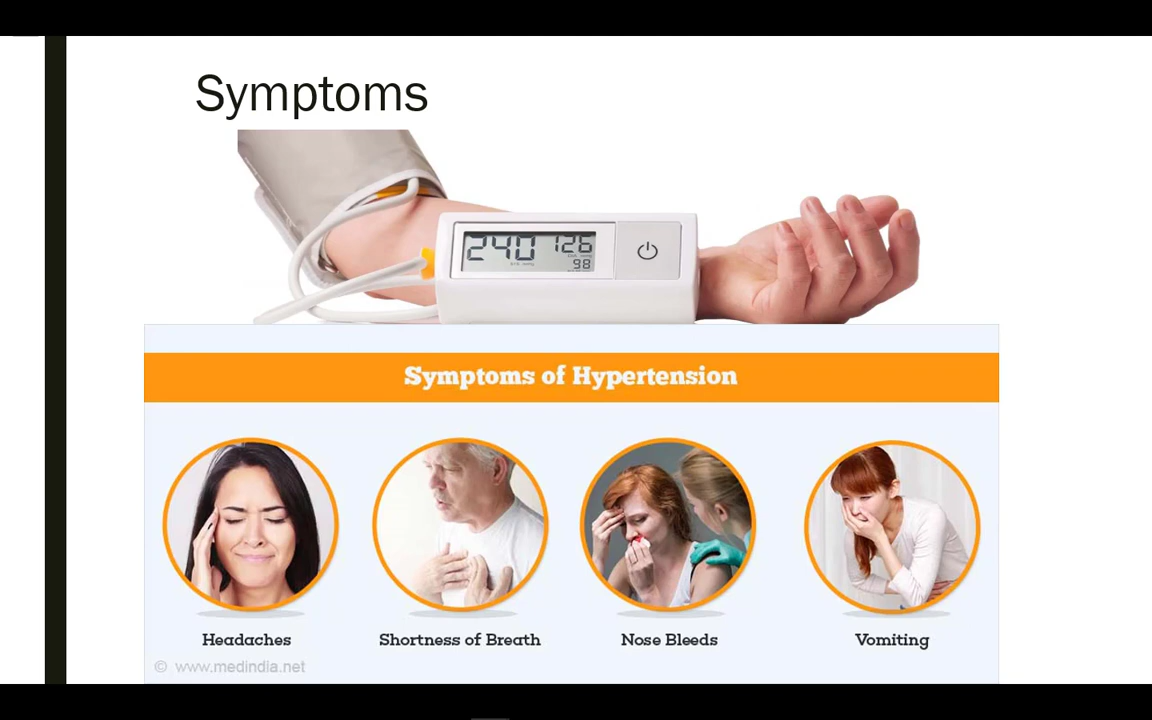 Symptoms
240 126
98
Symptoms of Hypertension
Headaches Shortness of Breath Nose Bleeds Vomiting
© www.medindia.net